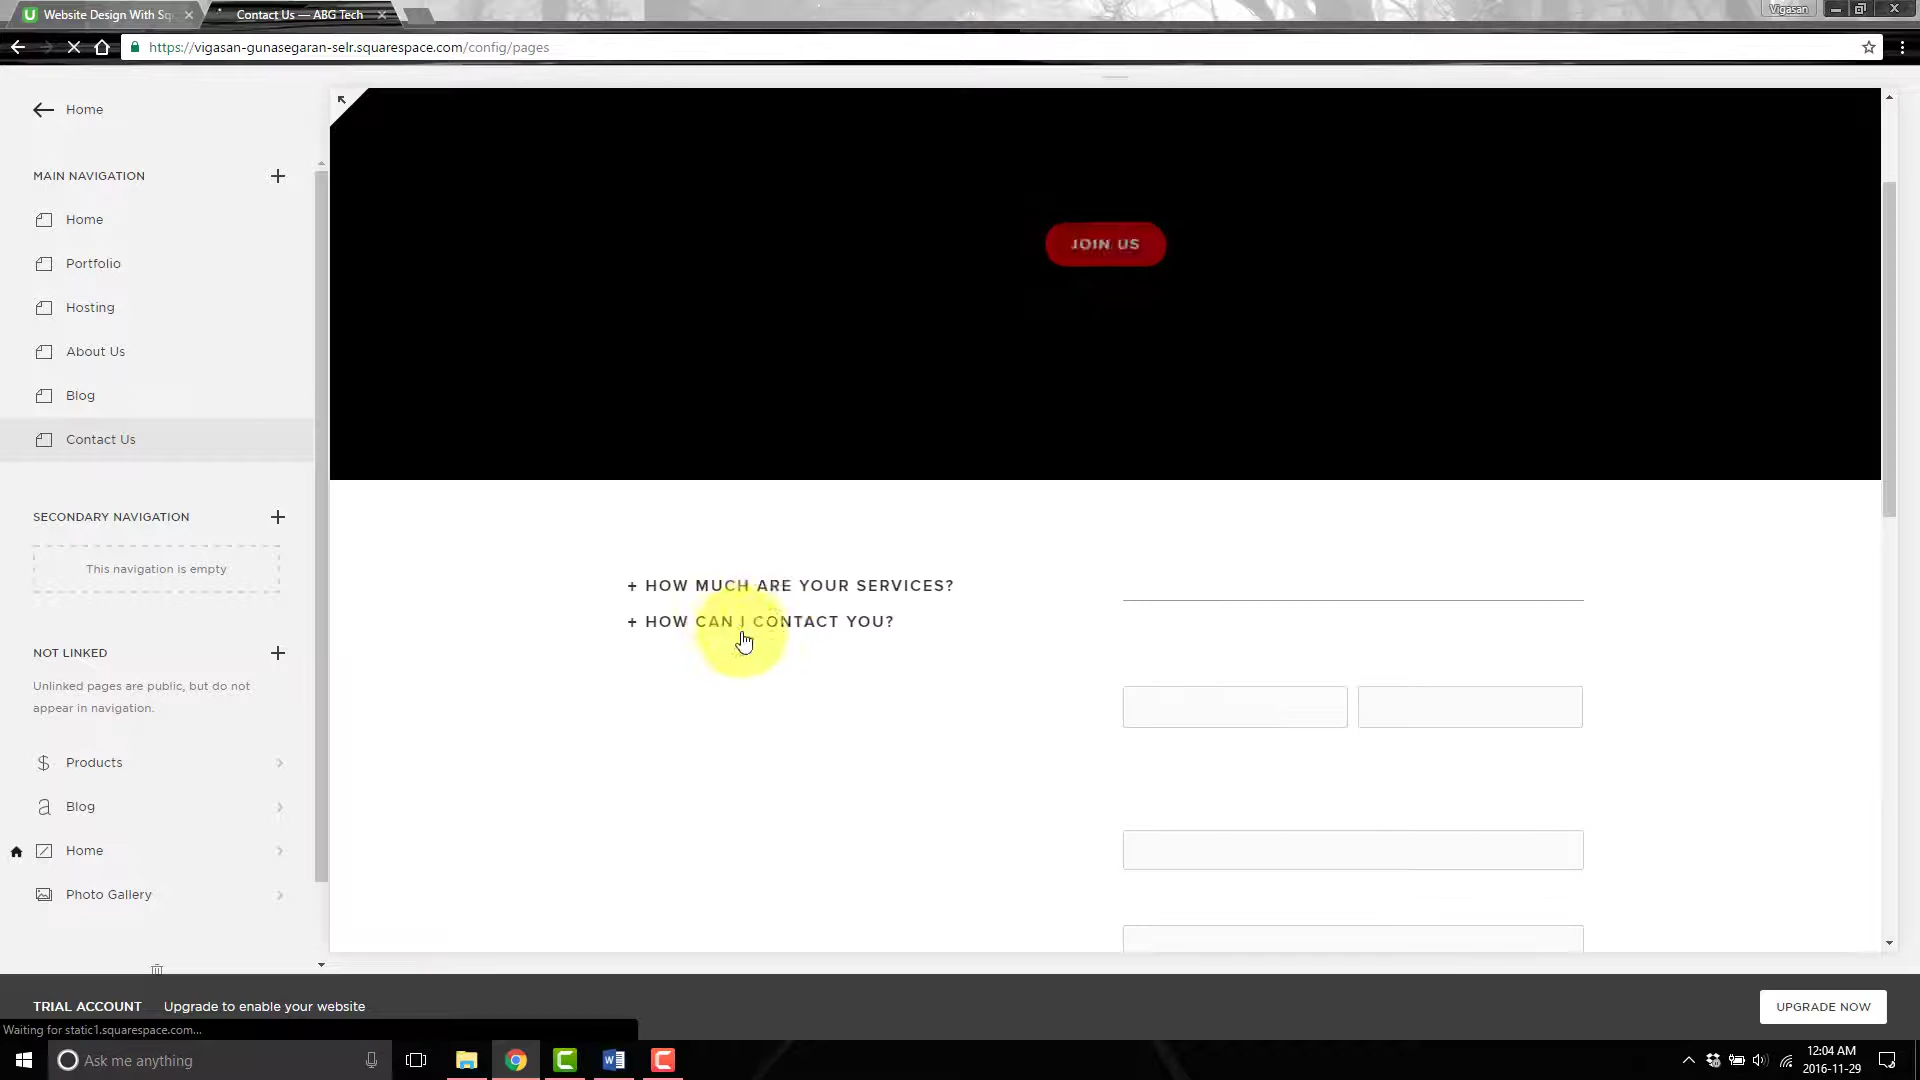 Website Design With Sq
Contact Us — ABG Tech
Vigasan
https://vigasan-gunasegaran-selr.squarespace.com/config/pages
Home
MAIN NAVIGATION
Home
Portfolio
Hosting
About Us
Blog
Contact Us
SECONDARY NAVIGATION
This navigation is empty
NOT LINKED
Unlinked pages are public, but do not
appear in navigation.
Products
Blog
Home
Photo Gallery
JOIN US
+ HOW MUCH ARE YOUR SERVICES?
+ HOW CAN I CONTACT YOU?
TRIAL ACCOUNT Upgrade to enable your website
UPGRADE NOW
Waiting for static1.squarespace.com...
Ask me anything
12:04 AM
2016-11-29